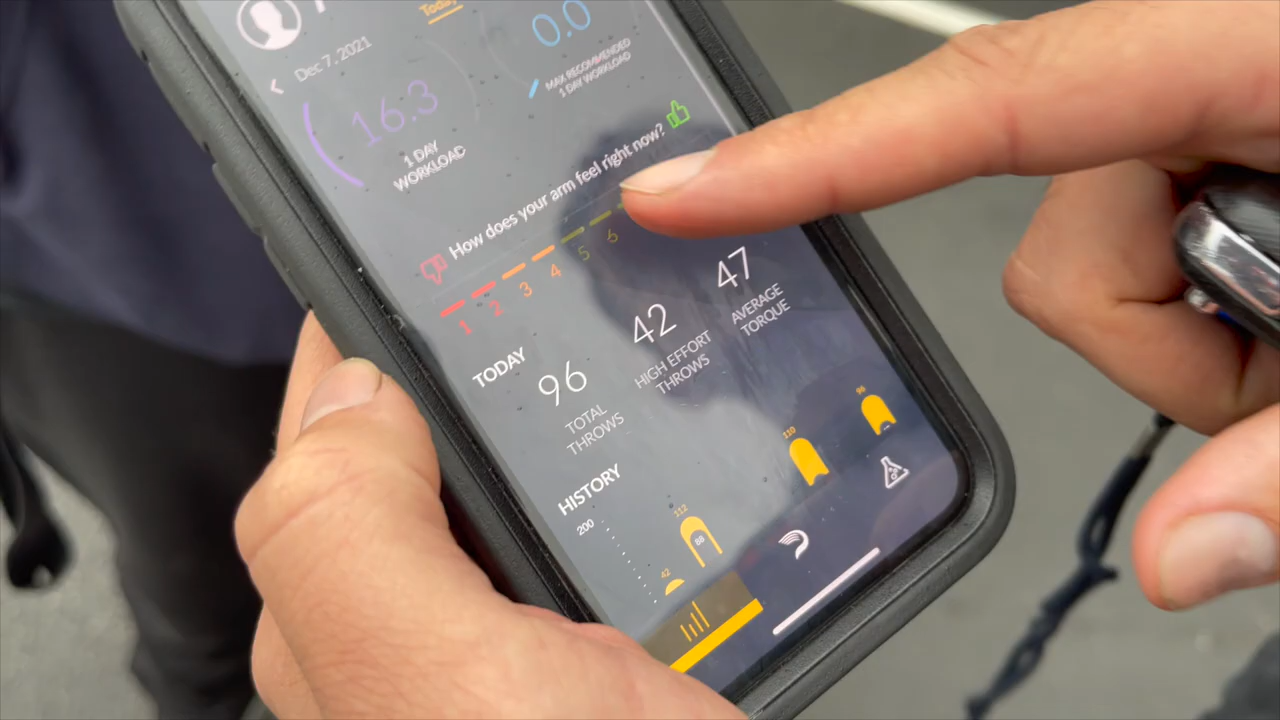 Today
Dec 7, 2021
16.3
1 DAY
WORKLOAD
0.0
MAX RECOMMENDED
1 DAY WORKLOAD
How does your arm feel right now?
1 2 3 4 5 6
TODAY
96
TOTAL
THROWS
42
HIGH EFFORT
THROWS
47
AVERAGE
TORQUE
HISTORY
200
42
112
88
110
96